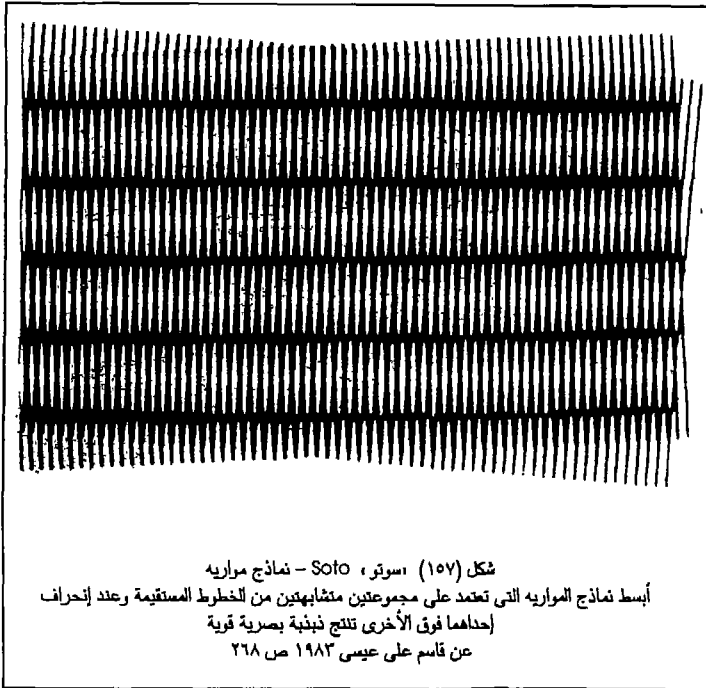 شكل (١٥٧) «سوتو» Soto – نماذج مواريه
أبسط نماذج المواريه التى تعتمد على مجموعتين متشابهتين من الخطوط المستقيمة وعند إنحراف
إحداهما فوق الأخرى تنتج ذبذبة بصرية قوية
عن قاسم على عيسى ١٩٨٣ ص ٢٦٨